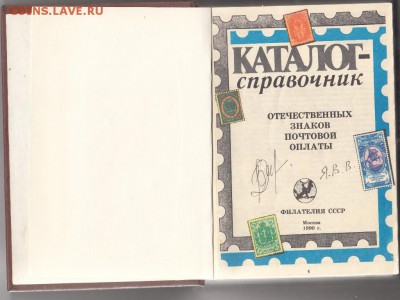 COINS.LAVE.RU
КАТАЛОГ-
справочник
ОТЕЧЕСТВЕННЫХ
ЗНАКОВ
ПОЧТОВОЙ
ОПЛАТЫ
Я.В.В
ФИЛАТЕЛИЯ СССР
Москва
1990 г.